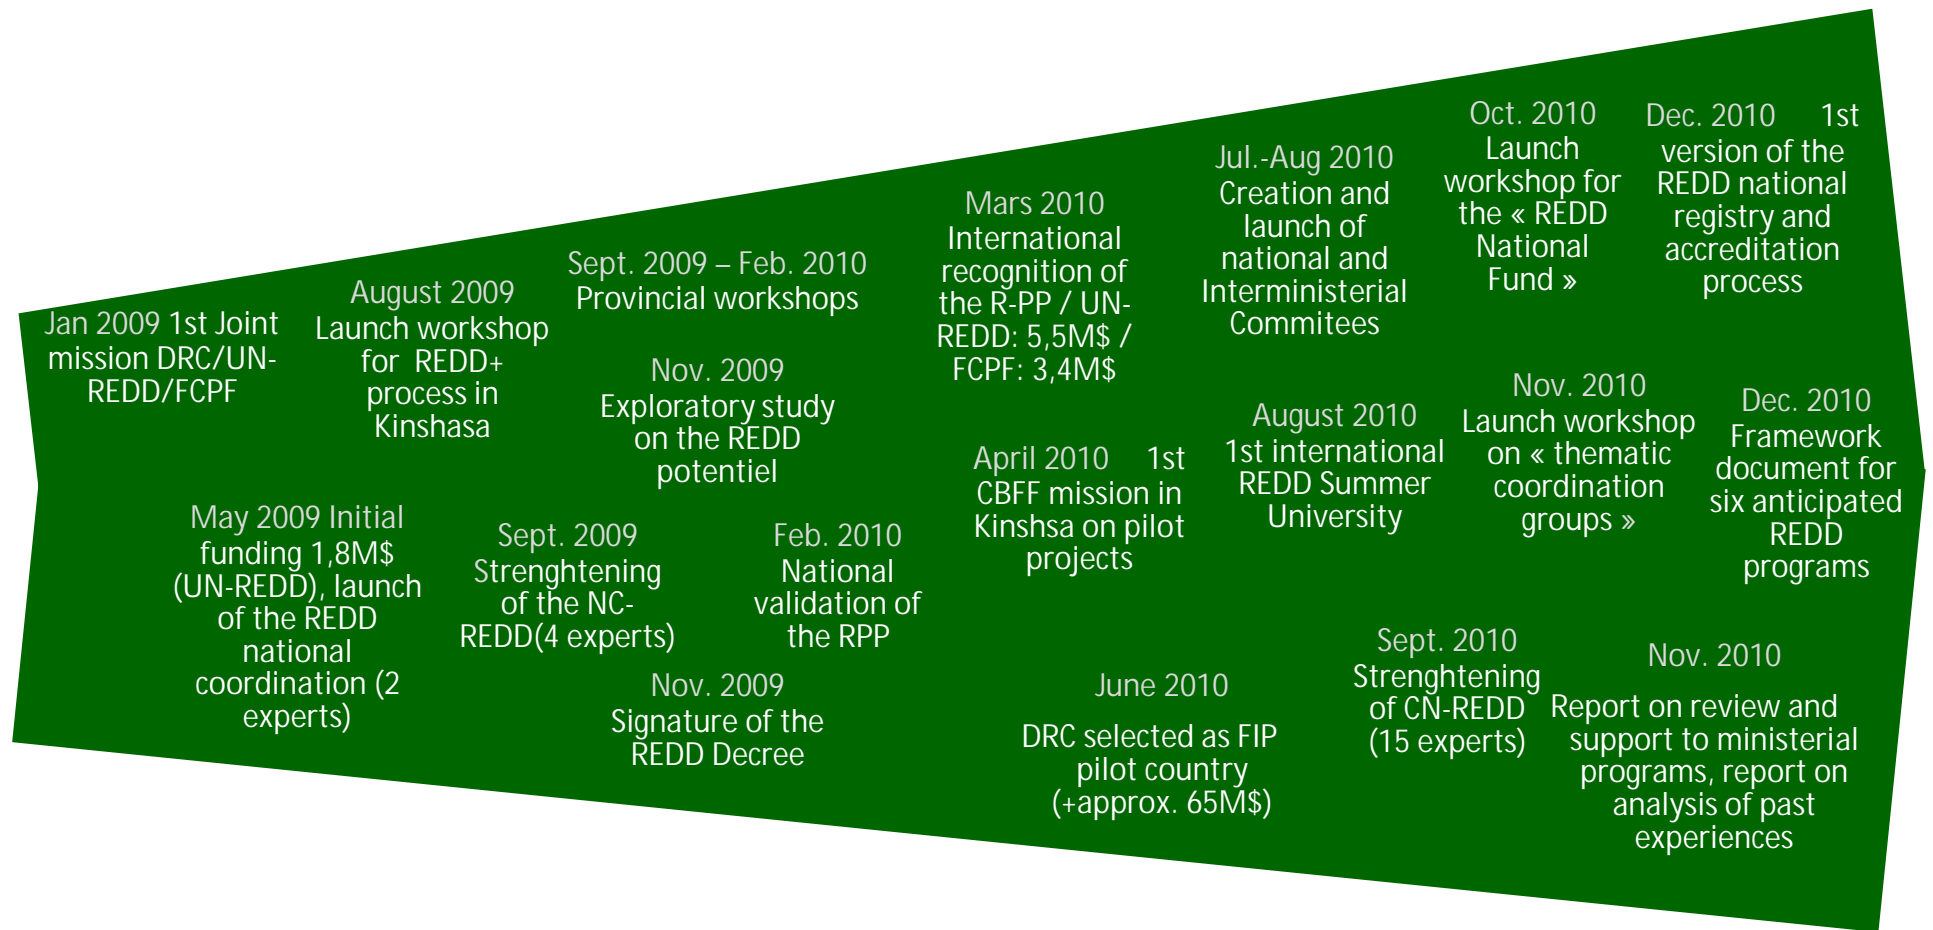 Jan 2009 1st Joint
mission DRC/UN-
REDD/FCPF
May 2009 Initial
funding 1,8M$
(UN-REDD), launch
of the REDD
national
coordination (2
experts)
August 2009
Launch workshop
for REDD+
process in
Kinshasa
Sept. 2009
Strenghtening
of the NC-
REDD(4 experts)
Sept. 2009 – Feb. 2010
Provincial workshops
Nov. 2009
Exploratory study
on the REDD
potentiel
Nov. 2009
Signature of the
REDD Decree
Feb. 2010
National
validation of
the RPP
Mars 2010
International
recognition of
the R-PP / UN-
REDD: 5,5M$ /
FCPF: 3,4M$
April 2010 1st
CBFF mission in
Kinshsa on pilot
projects
June 2010
DRC selected as FIP
pilot country
(+approx. 65M$)
Jul.-Aug 2010
Creation and
launch of
national and
Interministerial
Commitees
August 2010
1st international
REDD Summer
University
Sept. 2010
Strenghtening
of CN-REDD
(15 experts)
Oct. 2010
Launch
workshop for
the « REDD
National
Fund »
Nov. 2010
Launch workshop
on « thematic
coordination
groups »
Nov. 2010
Report on review and
support to ministerial
programs, report on
analysis of past
experiences
Dec. 2010 1st
version of the
REDD national
registry and
accreditation
process
Dec. 2010
Framework
document for
six anticipated
REDD
programs